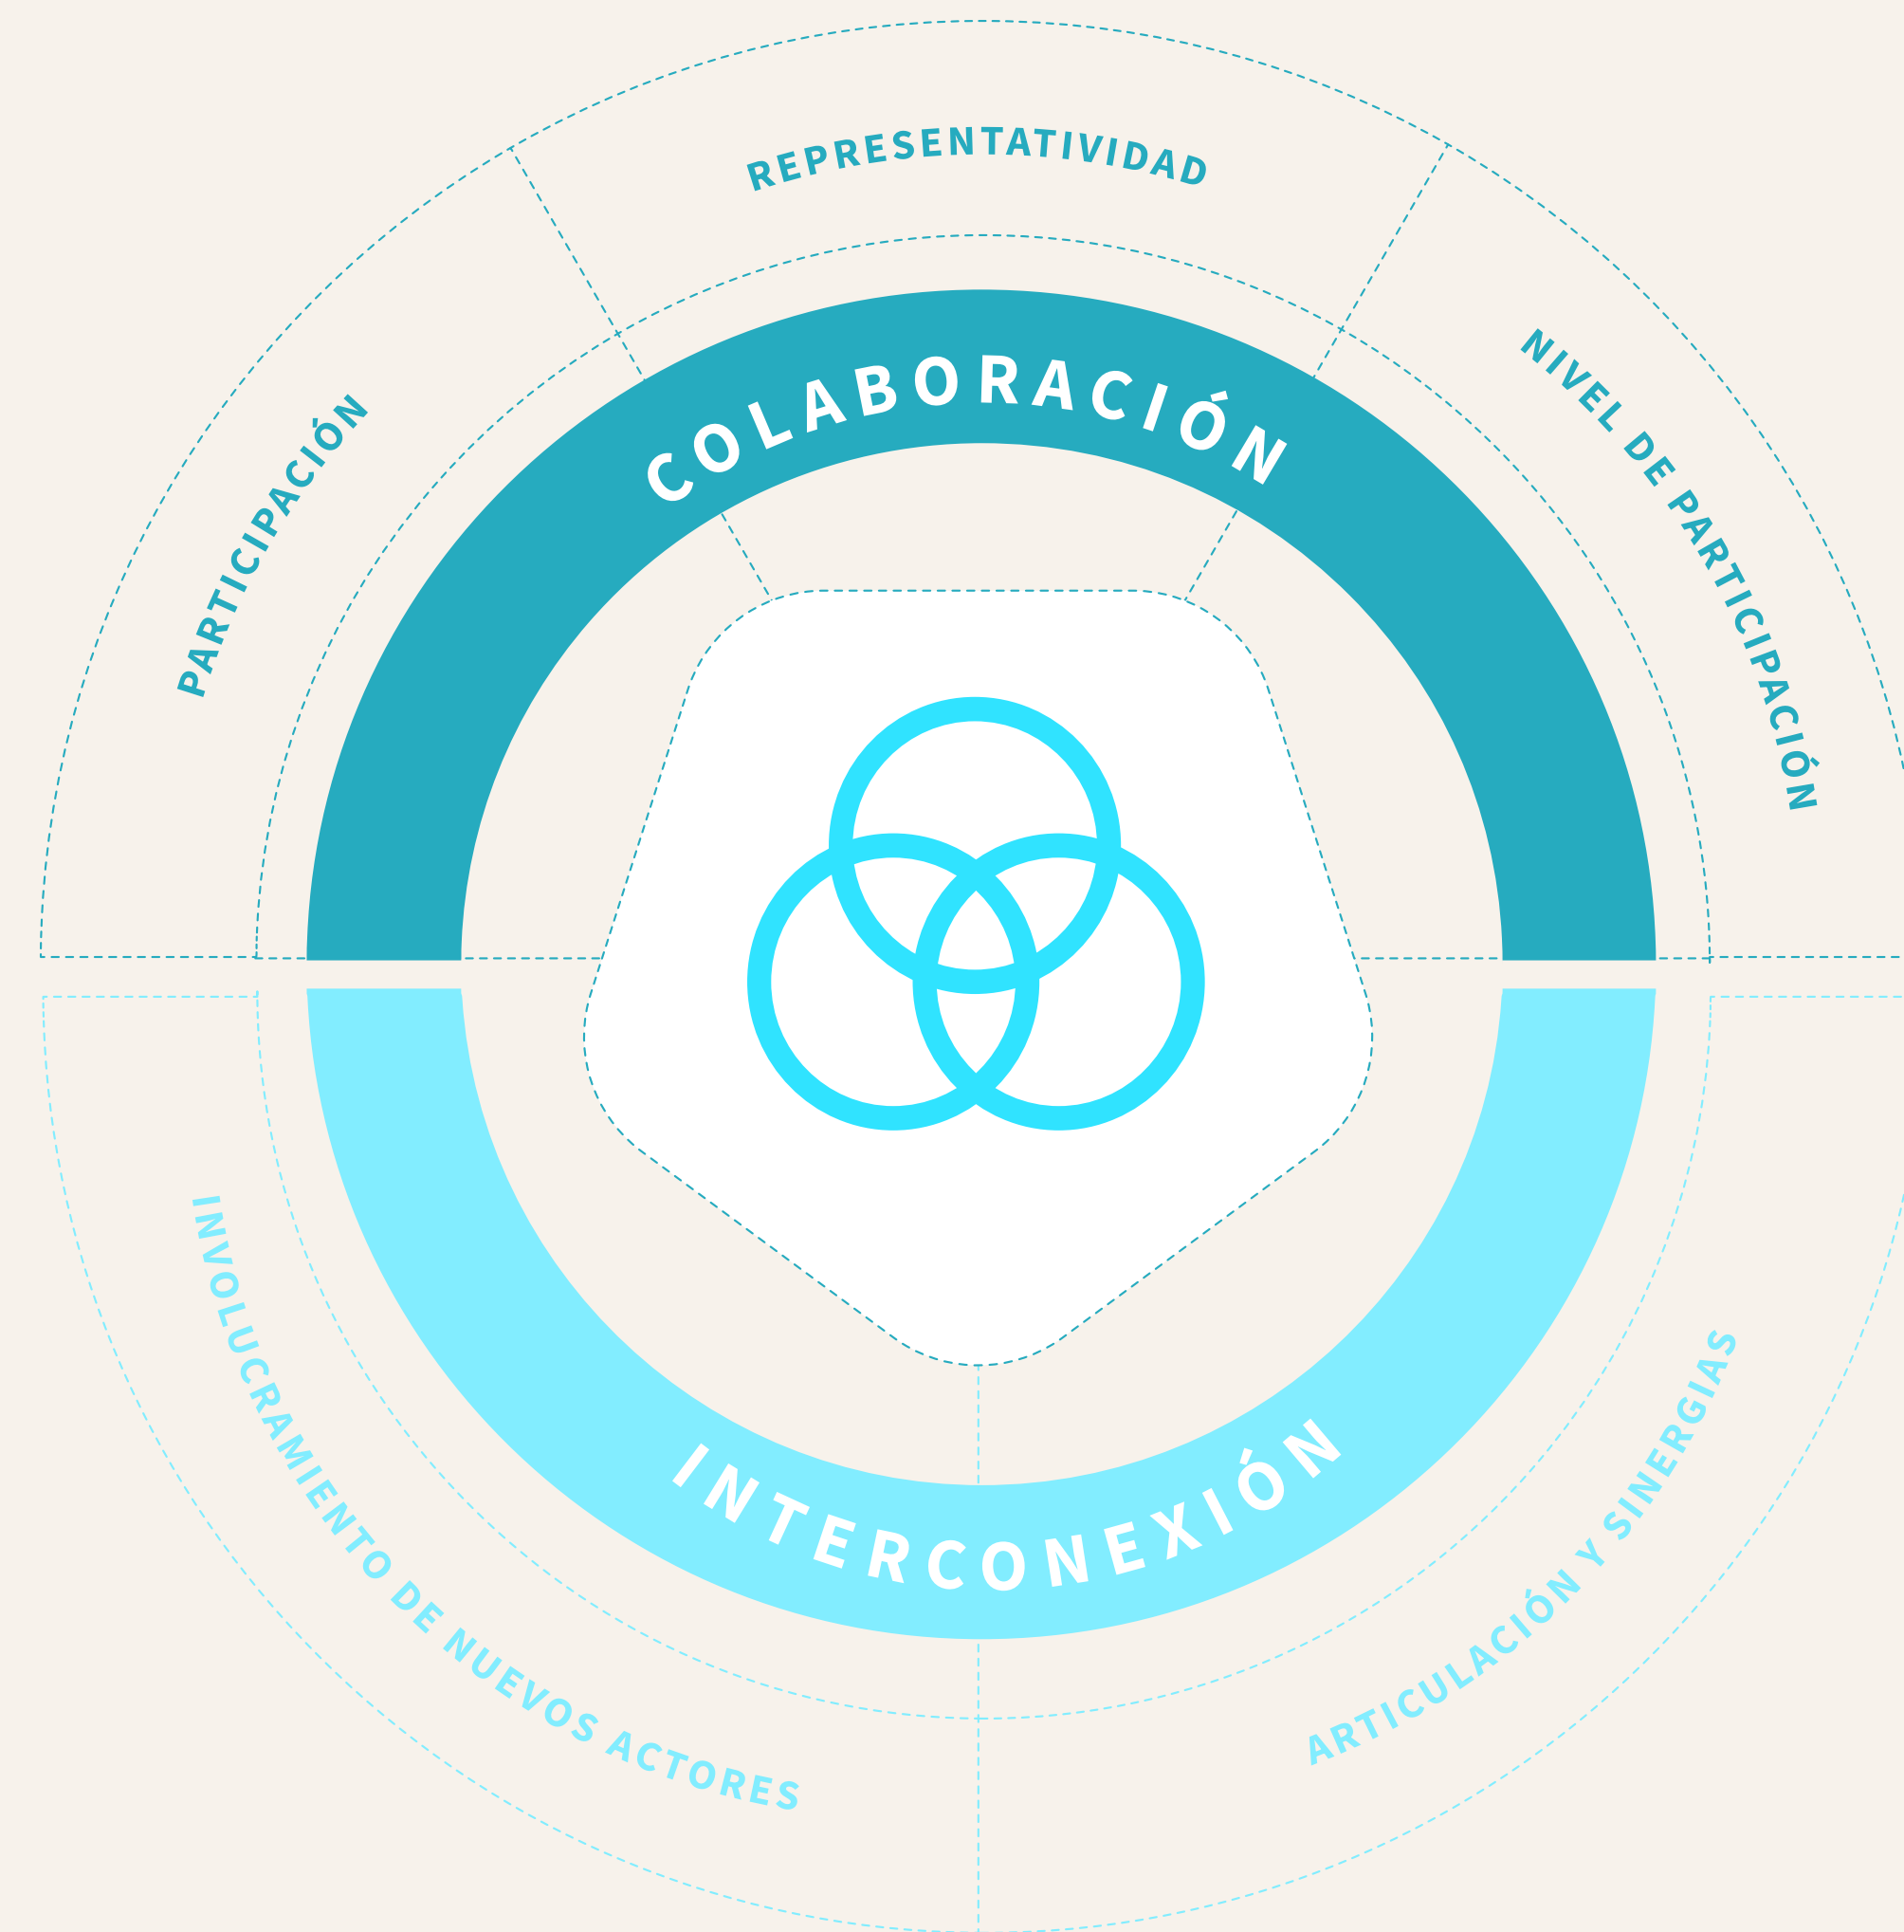 REPRESENTATIVIDAD
PARTICIPACIÓN
NIVEL DE PARTICIPACIÓN
COLABORACIÓN
INTERCONEXIÓN
INVOLUCRAMIENTO DE NUEVOS ACTORES
ARTICULACIÓN Y SINERGIAS